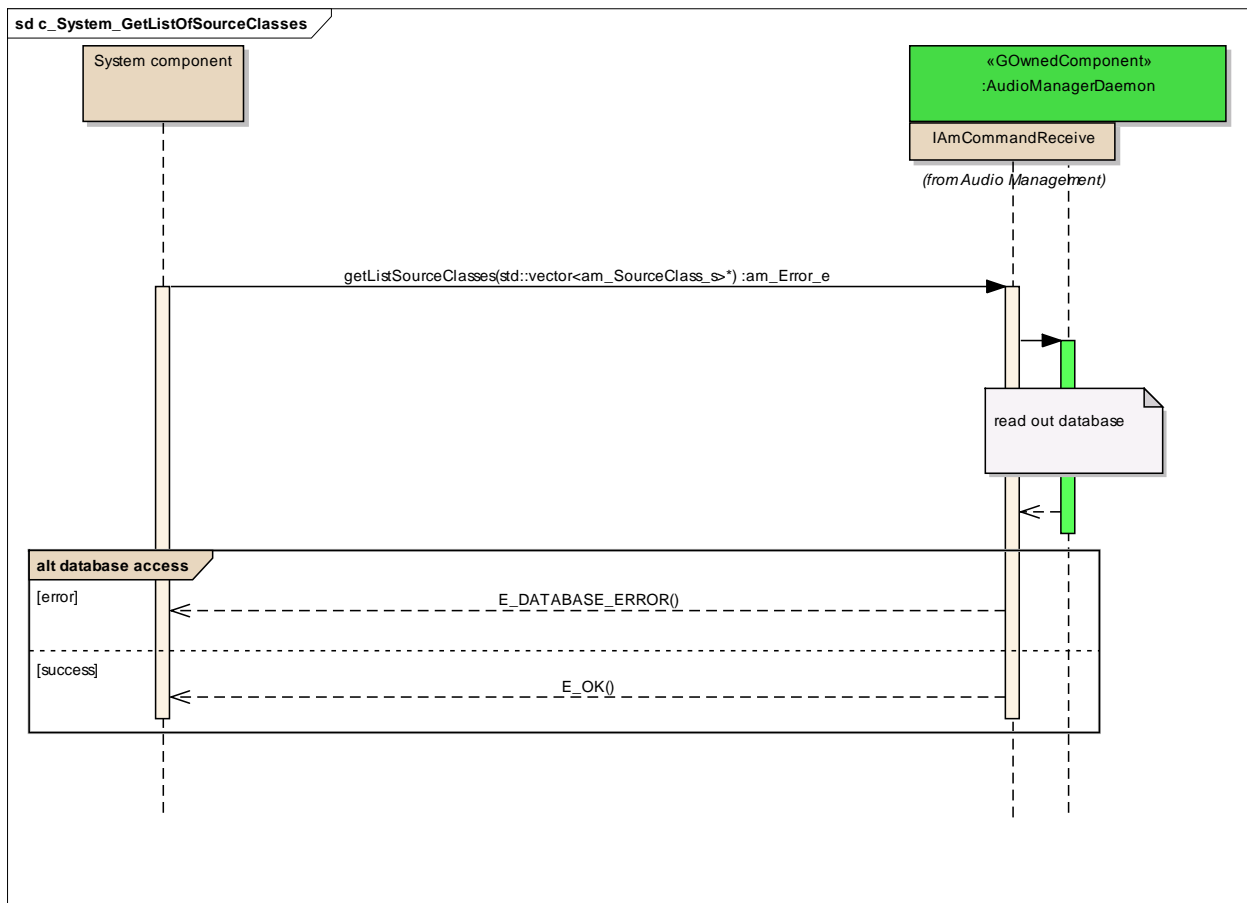 sd c_System_GetListOfSourceClasses
System component
«GOwnedComponent»
:AudioManagerDaemon
IAmCommandReceive
(from Audio Management)
getListSourceClasses(std::vector<am_SourceClass_s>*) :am_Error_e
read out database
alt database access
[error]
E_DATABASE_ERROR()
[success]
E_OK()